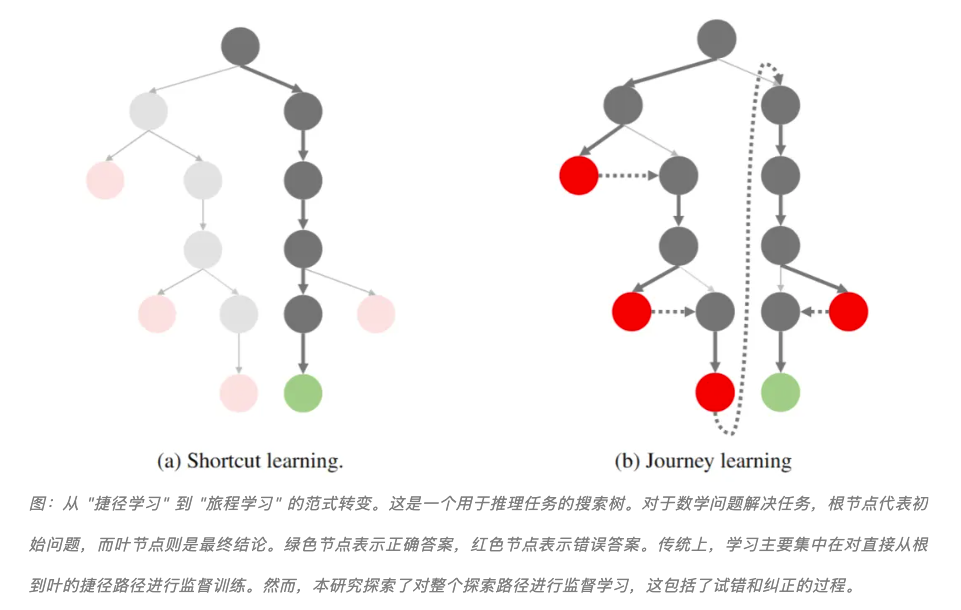 (a) Shortcut learning.
(b) Journey learning
图：从 "捷径学习" 到 "旅程学习" 的范式转变。这是一个用于推理任务的搜索树。对于数学问题解决任务，根节点代表初
始问题，而叶节点则是最终结论。绿色节点表示正确答案，红色节点表示错误答案。传统上，学习主要集中在对直接从根
到叶的捷径路径进行监督训练。然而，本研究探索了对整个探索路径进行监督学习，这包括了试错和纠正的过程。